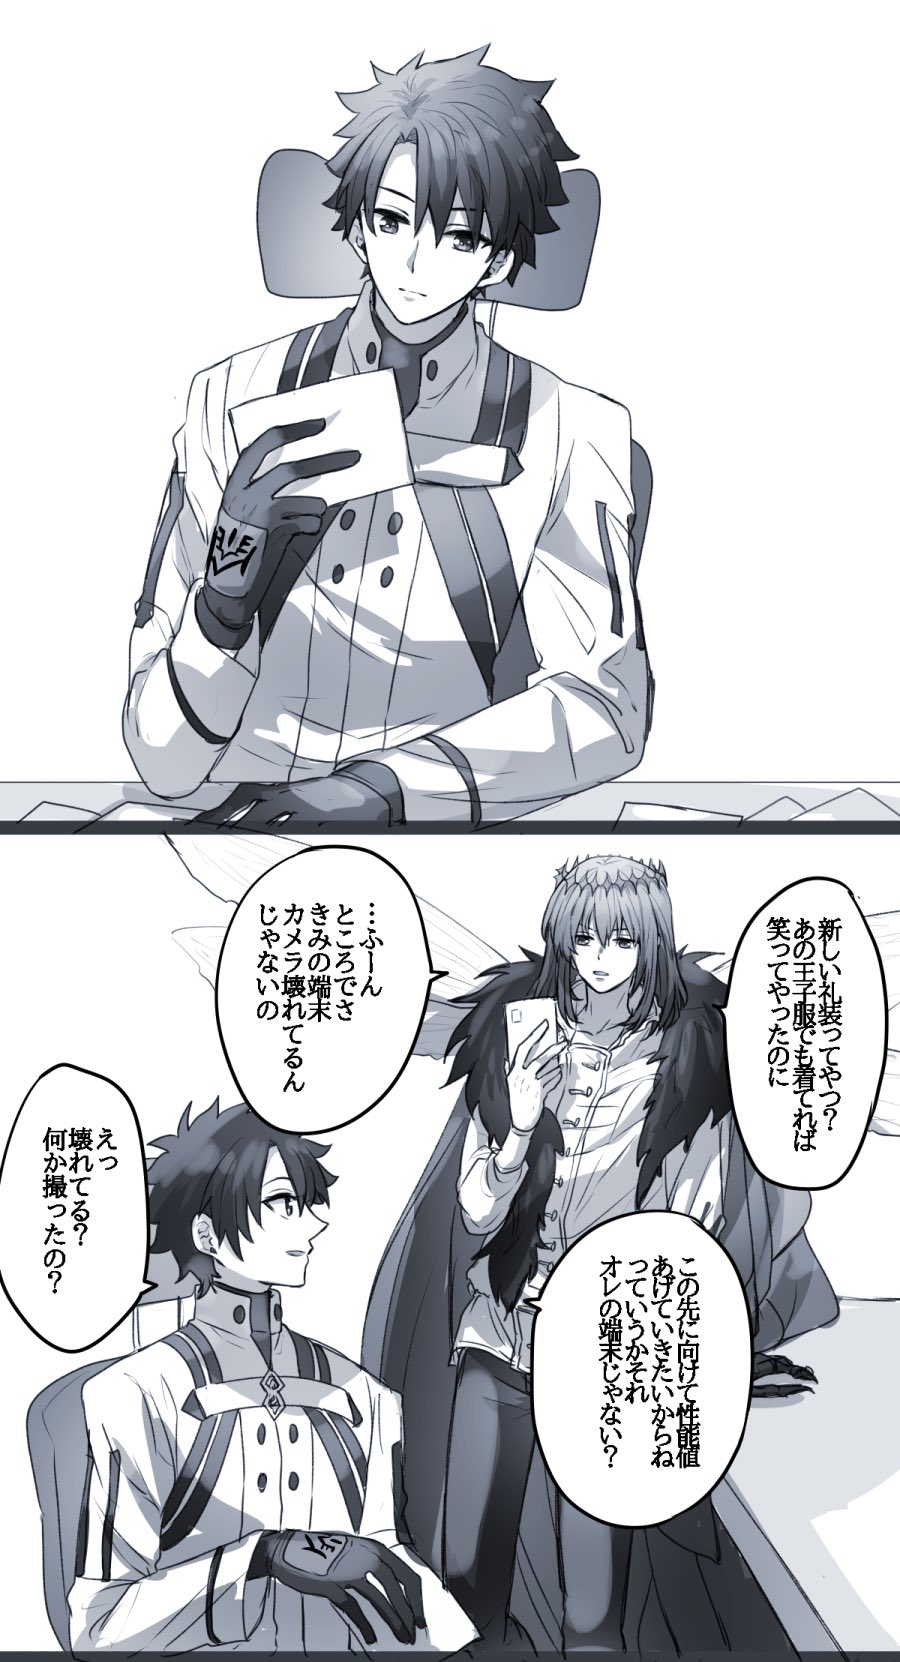 新しい礼装ってやつ?
あの王子服でも着てれば
笑ってやったのに
この先に向けて性能値
あげていきたいからね
っていうかそれ
オレの端末じゃない?
…ふーん
ところでさ
きみの端末
カメラ壊れてるん
じゃないの
えっ
壊れてる?
何か撮ったの?